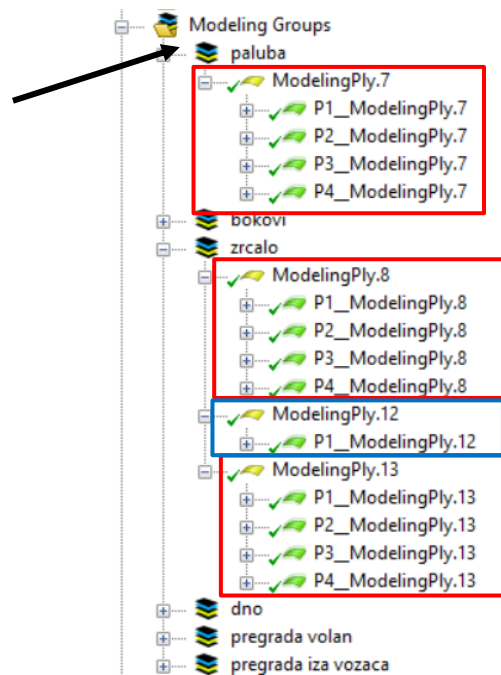 Modeling Groups
paluba
ModelingPly.7
P1__ModelingPly.7
P2__ModelingPly.7
P3__ModelingPly.7
P4__ModelingPly.7
bokovi
zrcalo
ModelingPly.8
P1__ModelingPly.8
P2__ModelingPly.8
P3__ModelingPly.8
P4__ModelingPly.8
ModelingPly.12
P1__ModelingPly.12
ModelingPly.13
P1__ModelingPly.13
P2__ModelingPly.13
P3__ModelingPly.13
P4__ModelingPly.13
dno
pregrada volan
pregrada iza vozaca